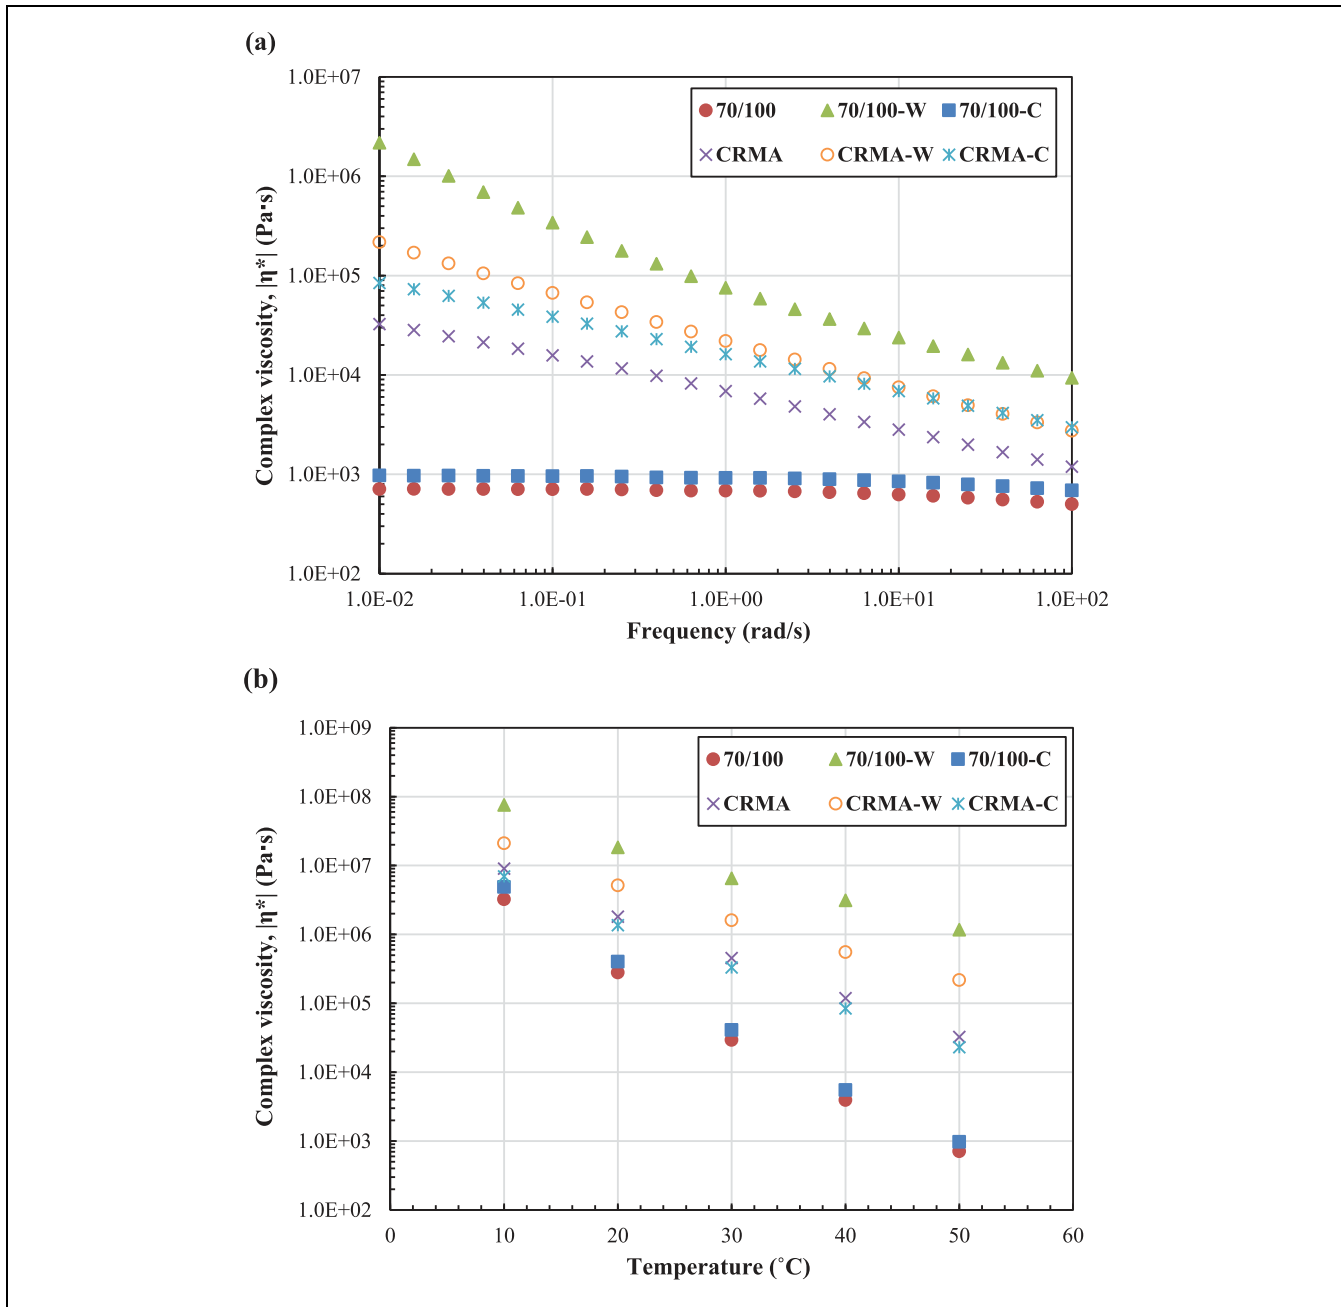 (a)
1.0E+07
1.0E+06
1.0E+05
1.0E+04
1.0E+03
1.0E+02
Complex viscosity, |η*| (Pa·s)
70/100 70/100-W 70/100-C
CRMA CRMA-W CRMA-C
1.0E-02 1.0E-01 1.0E+00 1.0E+01 1.0E+02
Frequency (rad/s)
(b)
1.0E+09
1.0E+08
1.0E+07
1.0E+06
1.0E+05
1.0E+04
1.0E+03
1.0E+02
Complex viscosity, |η*| (Pa·s)
70/100 70/100-W 70/100-C
CRMA CRMA-W CRMA-C
0 10 20 30 40 50 60
Temperature (˚C)